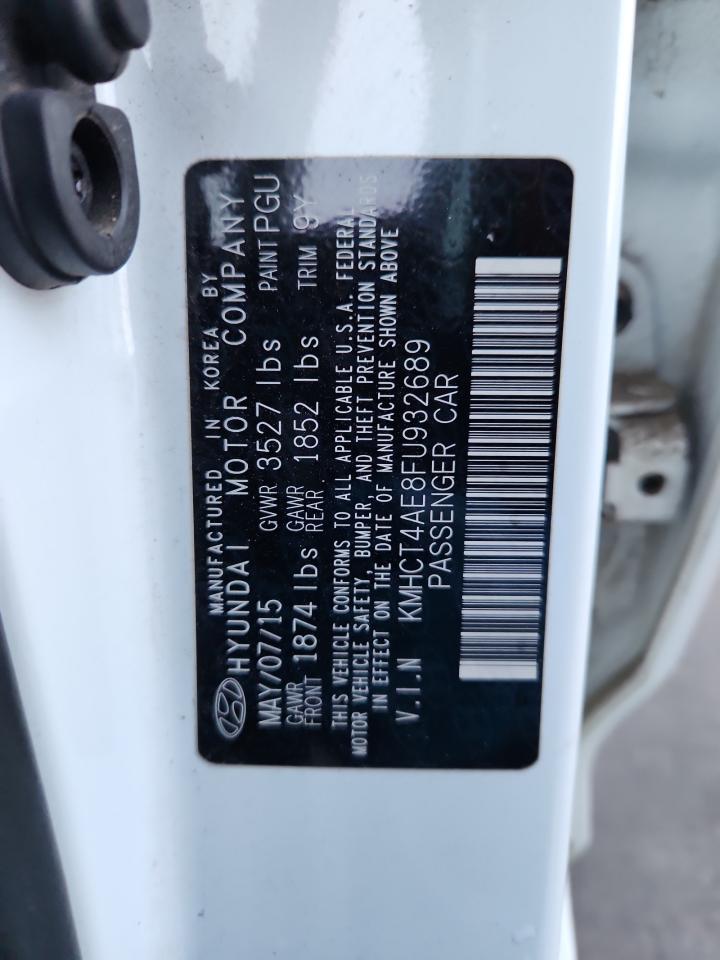 MANUFACTURED IN KOREA BY
HYUNDAI MOTOR COMPANY
MAY/07/15 GVWR 3527 lbs PAINT PGU
GAWR FRONT 1874 lbs GAWR REAR 1852 lbs TRIM 9Y
THIS VEHICLE CONFORMS TO ALL APPLICABLE U.S.A. FEDERAL
MOTOR VEHICLE SAFETY, BUMPER, AND THEFT PREVENTION STANDARDS
IN EFFECT ON THE DATE OF MANUFACTURE SHOWN ABOVE
V.I.N KMHCT4AE8FU932689
PASSENGER CAR